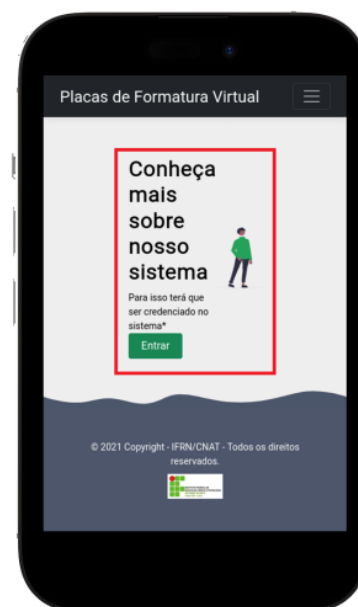 Placas de Formatura Virtual
Conheça
mais
sobre
nosso
sistema
Para isso terá que
ser credenciado no
sistema*
Entrar
© 2021 Copyright - IFRN/CNAT - Todos os direitos
reservados.